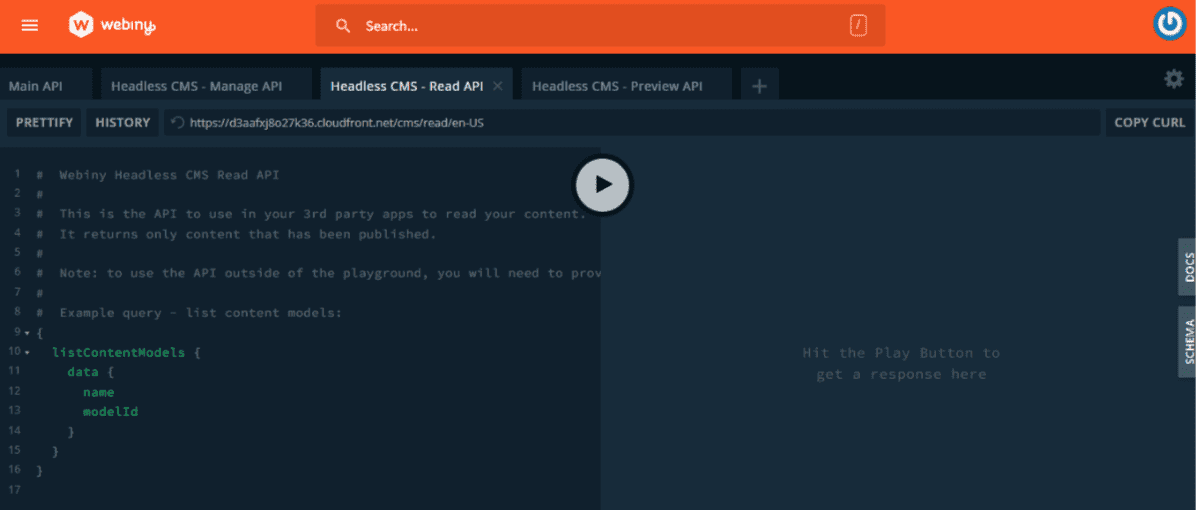 webiny
Search...
/
Main API
Headless CMS - Manage API
Headless CMS - Read API
Headless CMS - Preview API
PRETTIFY
HISTORY
https://d3aafxj8o27k36.cloudfront.net/cms/read/en-US
COPY CURL
1 # Webiny Headless CMS Read API
2 #
3 # This is the API to use in your 3rd party apps to read your content.
4 # It returns only content that has been published.
5 #
6 # Note: to use the API outside of the playground, you will need to prov
7 #
8 # Example query - list content models:
9 {
10 listContentModels {
11 data {
12 name
13 modelId
14 }
15 }
16 }
17
Hit the Play Button to
get a response here
DOCS
SCHEMA